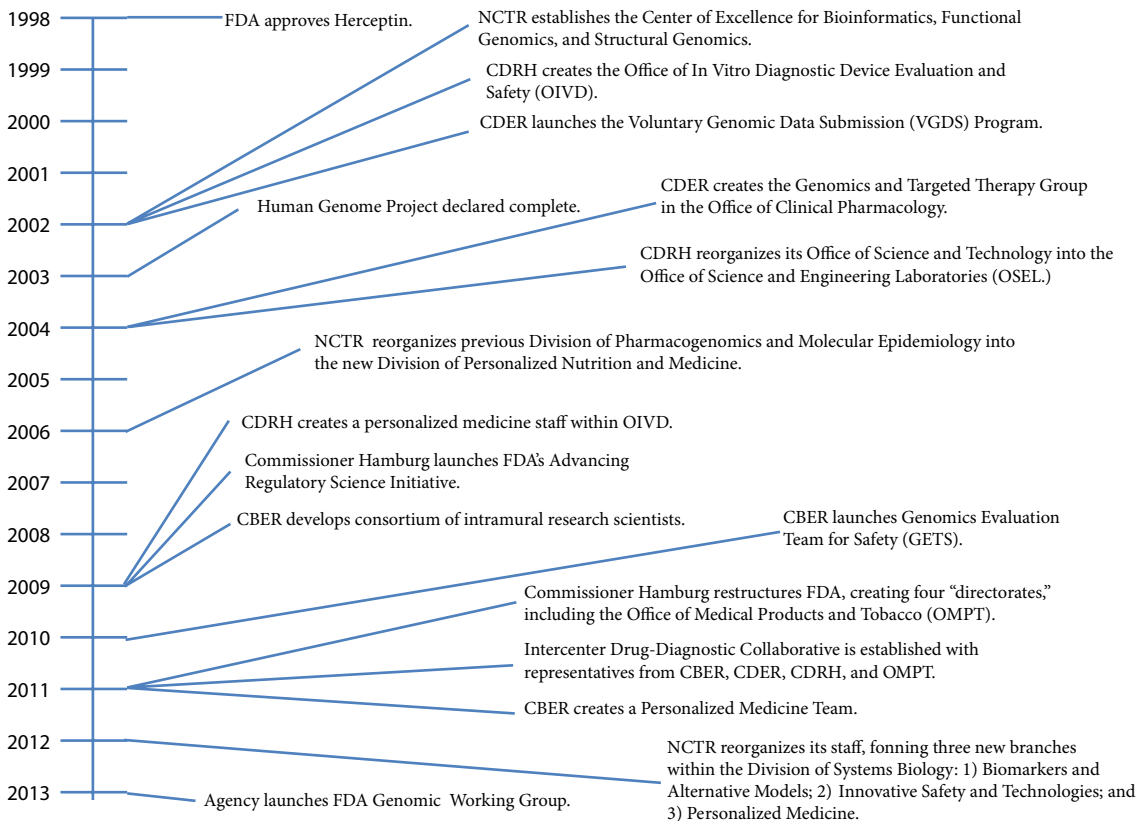 1998
FDA approves Herceptin.
NCTR establishes the Center of Excellence for Bioinformatics, Functional
Genomics, and Structural Genomics.
1999
CDRH creates the Office of In Vitro Diagnostic Device Evaluation and
Safety (OIVD).
2000
CDER launches the Voluntary Genomic Data Submission (VGDS) Program.
2001
CDER creates the Genomics and Targeted Therapy Group
in the Office of Clinical Pharmacology.
2002
Human Genome Project declared complete.
CDRH reorganizes its Office of Science and Technology into the
Office of Science and Engineering Laboratories (OSEL.)
2003
2004
NCTR reorganizes previous Division of Pharmacogenomics and Molecular Epidemiology into
the new Division of Personalized Nutrition and Medicine.
2005
2006
CDRH creates a personalized medicine staff within OIVD.
Commissioner Hamburg launches FDA's Advancing
Regulatory Science Initiative.
2007
CBER develops consortium of intramural research scientists.
2008
CBER launches Genomics Evaluation
Team for Safety (GETS).
2009
Commissioner Hamburg restructures FDA, creating four “directorates,”
including the Office of Medical Products and Tobacco (OMPT).
2010
Intercenter Drug-Diagnostic Collaborative is established with
representatives from CBER, CDER, CDRH, and OMPT.
2011
CBER creates a Personalized Medicine Team.
2012
NCTR reorganizes its staff, fonning three new branches
within the Division of Systems Biology: 1) Biomarkers and
Alternative Models; 2) Innovative Safety and Technologies; and
3) Personalized Medicine.
2013
Agency launches FDA Genomic Working Group.